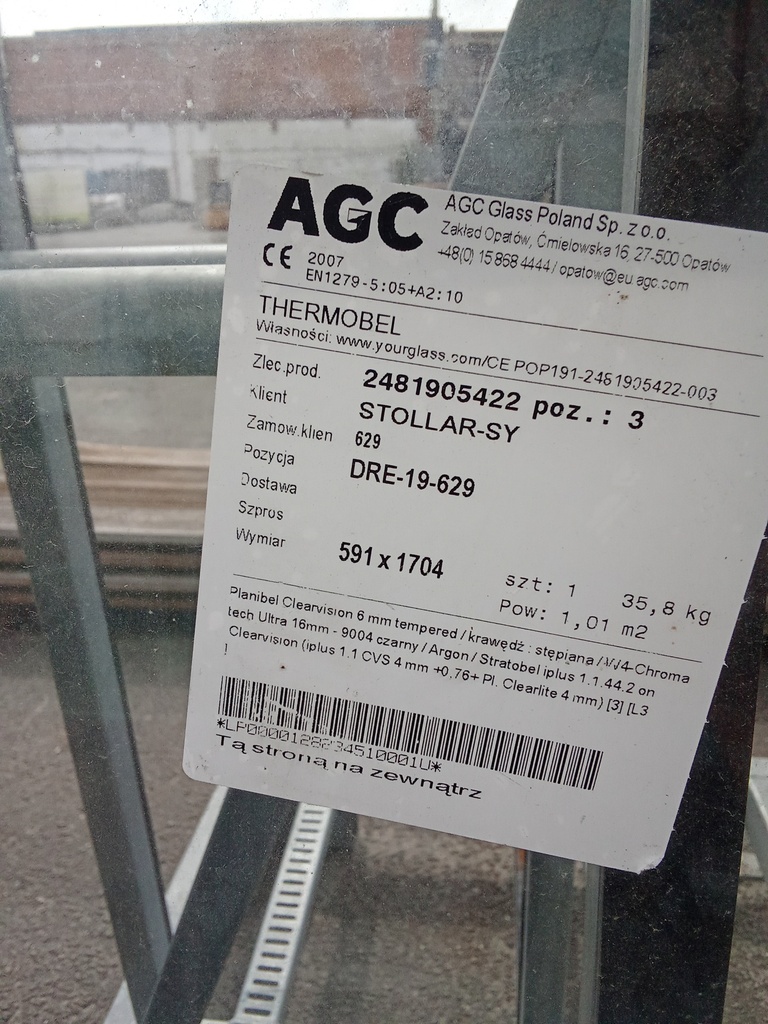 AGC
AGC Glass Poland Sp. z o.o.
Zakład Opatów, Ćmielowska 16, 27-500 Opatów
+48(0) 15 868 4444 / opatow@eu.agc.com
CE 2007
EN1279-5:05+A2:10
THERMOBEL
Własności: www.yourglass.com/CE POP191-2481905422-003
Zlec.prod. 2481905422 poz.: 3
Klient STOLLAR-SY
Zamow.klien 629
Pozycja DRE-19-629
Dostawa
Szpros
Wymiar 591 x 1704 szt: 1 35,8 kg
Pow: 1,01 m2
Planibel Clearvision 6 mm tempered / krawędź : stępiana / W4-Chroma
tech Ultra 16mm - 9004 czarny / Argon / Stratobel iplus 1.1.44.2 on
Clearvision (iplus 1.1 CVS 4 mm +0,76+ Pl. Clearlite 4 mm) [3] [L3
]
Tą stroną na zewnątrz